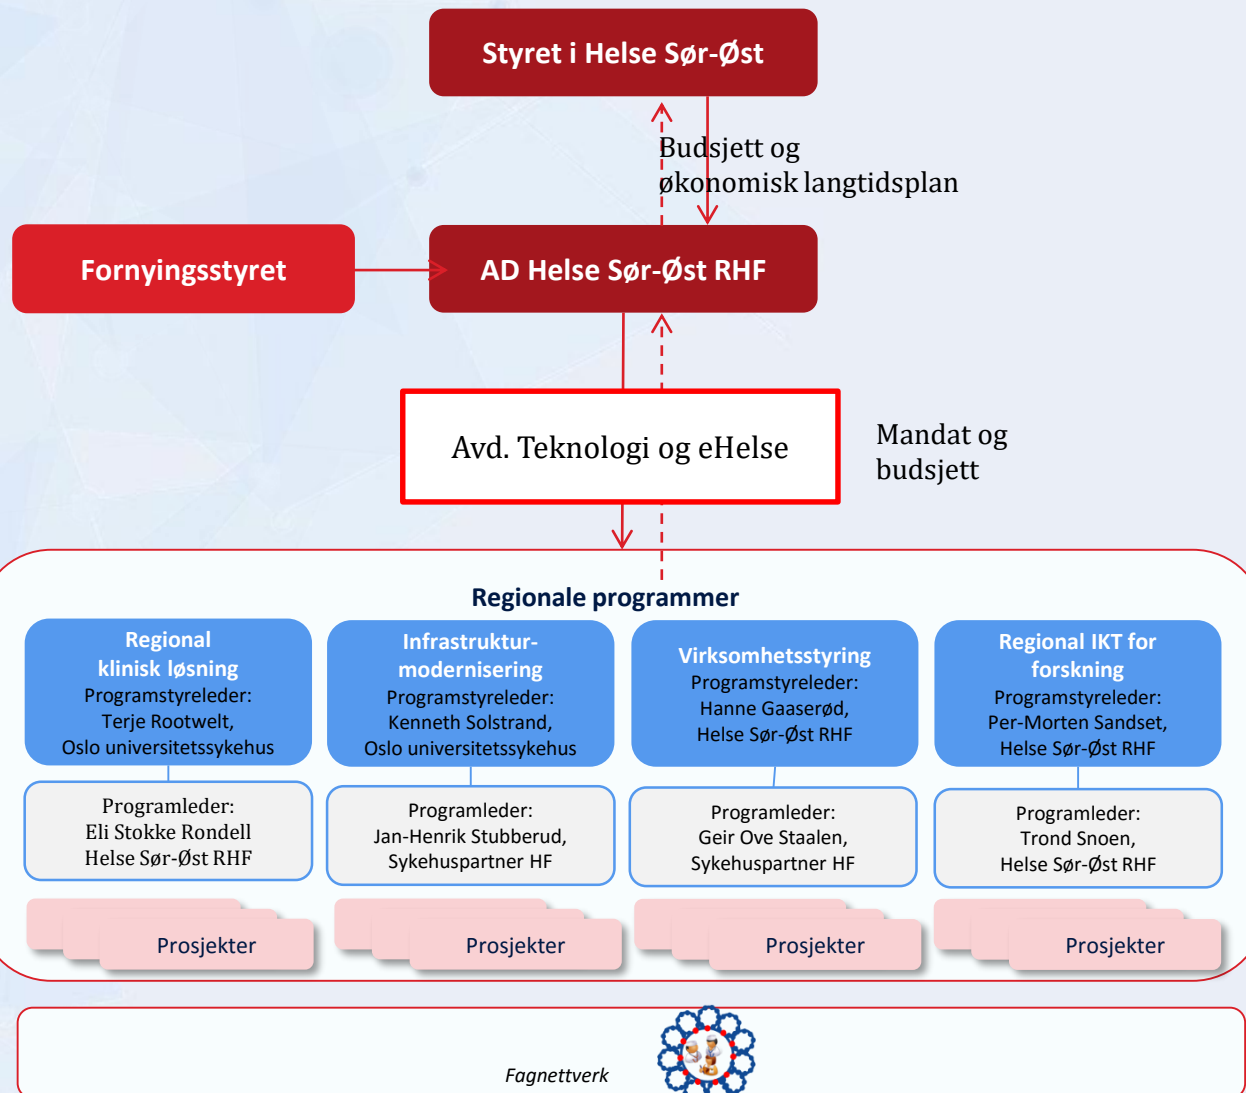 Styret i Helse Sør-Øst
Budsjett og
økonomisk langtidsplan
Fornyingsstyret
AD Helse Sør-Øst RHF
Avd. Teknologi og eHelse
Mandat og
budsjett
Regionale programmer
Regional
klinisk løsning
Programstyreleder:
Terje Rootwelt,
Oslo universitetssykehus
Infrastruktur-
modernisering
Programstyreleder:
Kenneth Solstrand,
Oslo universitetssykehus
Virksomhetsstyring
Programstyreleder:
Hanne Gaaserød,
Helse Sør-Øst RHF
Regional IKT for
forskning
Programstyreleder:
Per-Morten Sandset,
Helse Sør-Øst RHF
Programleder:
Eli Stokke Rondell
Helse Sør-Øst RHF
Programleder:
Jan-Henrik Stubberud,
Sykehuspartner HF
Programleder:
Geir Ove Staalen,
Sykehuspartner HF
Programleder:
Trond Snoen,
Helse Sør-Øst RHF
Prosjekter
Prosjekter
Prosjekter
Prosjekter
Fagnettverk